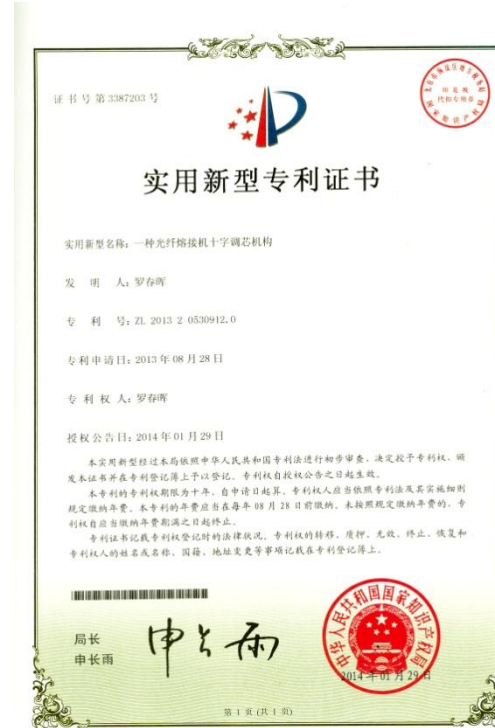 证书号第3387203号
实用新型专利证书
实用新型名称：一种光纤熔接机十字调芯机构
发 明 人：罗春晖
专 利 号：ZL 2013 2 0530912.0
专利申请日：2013年08月28日
专 利 权 人：罗春晖
授权公告日：2014年01月29日
本实用新型经过本局依照中华人民共和国专利法进行初步审查，决定授予专利权，颁
发本证书并在专利登记簿上予以登记。专利权自授权公告之日起生效。
本专利的专利权期限为十年，自申请日起算。专利权人应当依照专利法及其实施细则
规定缴纳年费。本专利的年费应当在每年08月28日前缴纳。未按照规定缴纳年费的，专
利权自应当缴纳年费期满之日起终止。
专利证书记载专利权登记时的法律状况。专利权的转移、质押、无效、终止、恢复和
专利权人的姓名或名称、国籍、地址变更等事项记载在专利登记簿上。
局长
申长雨
申长雨
中华人民共和国国家知识产权局
2014年01月29日
第 1 页 (共 1 页)